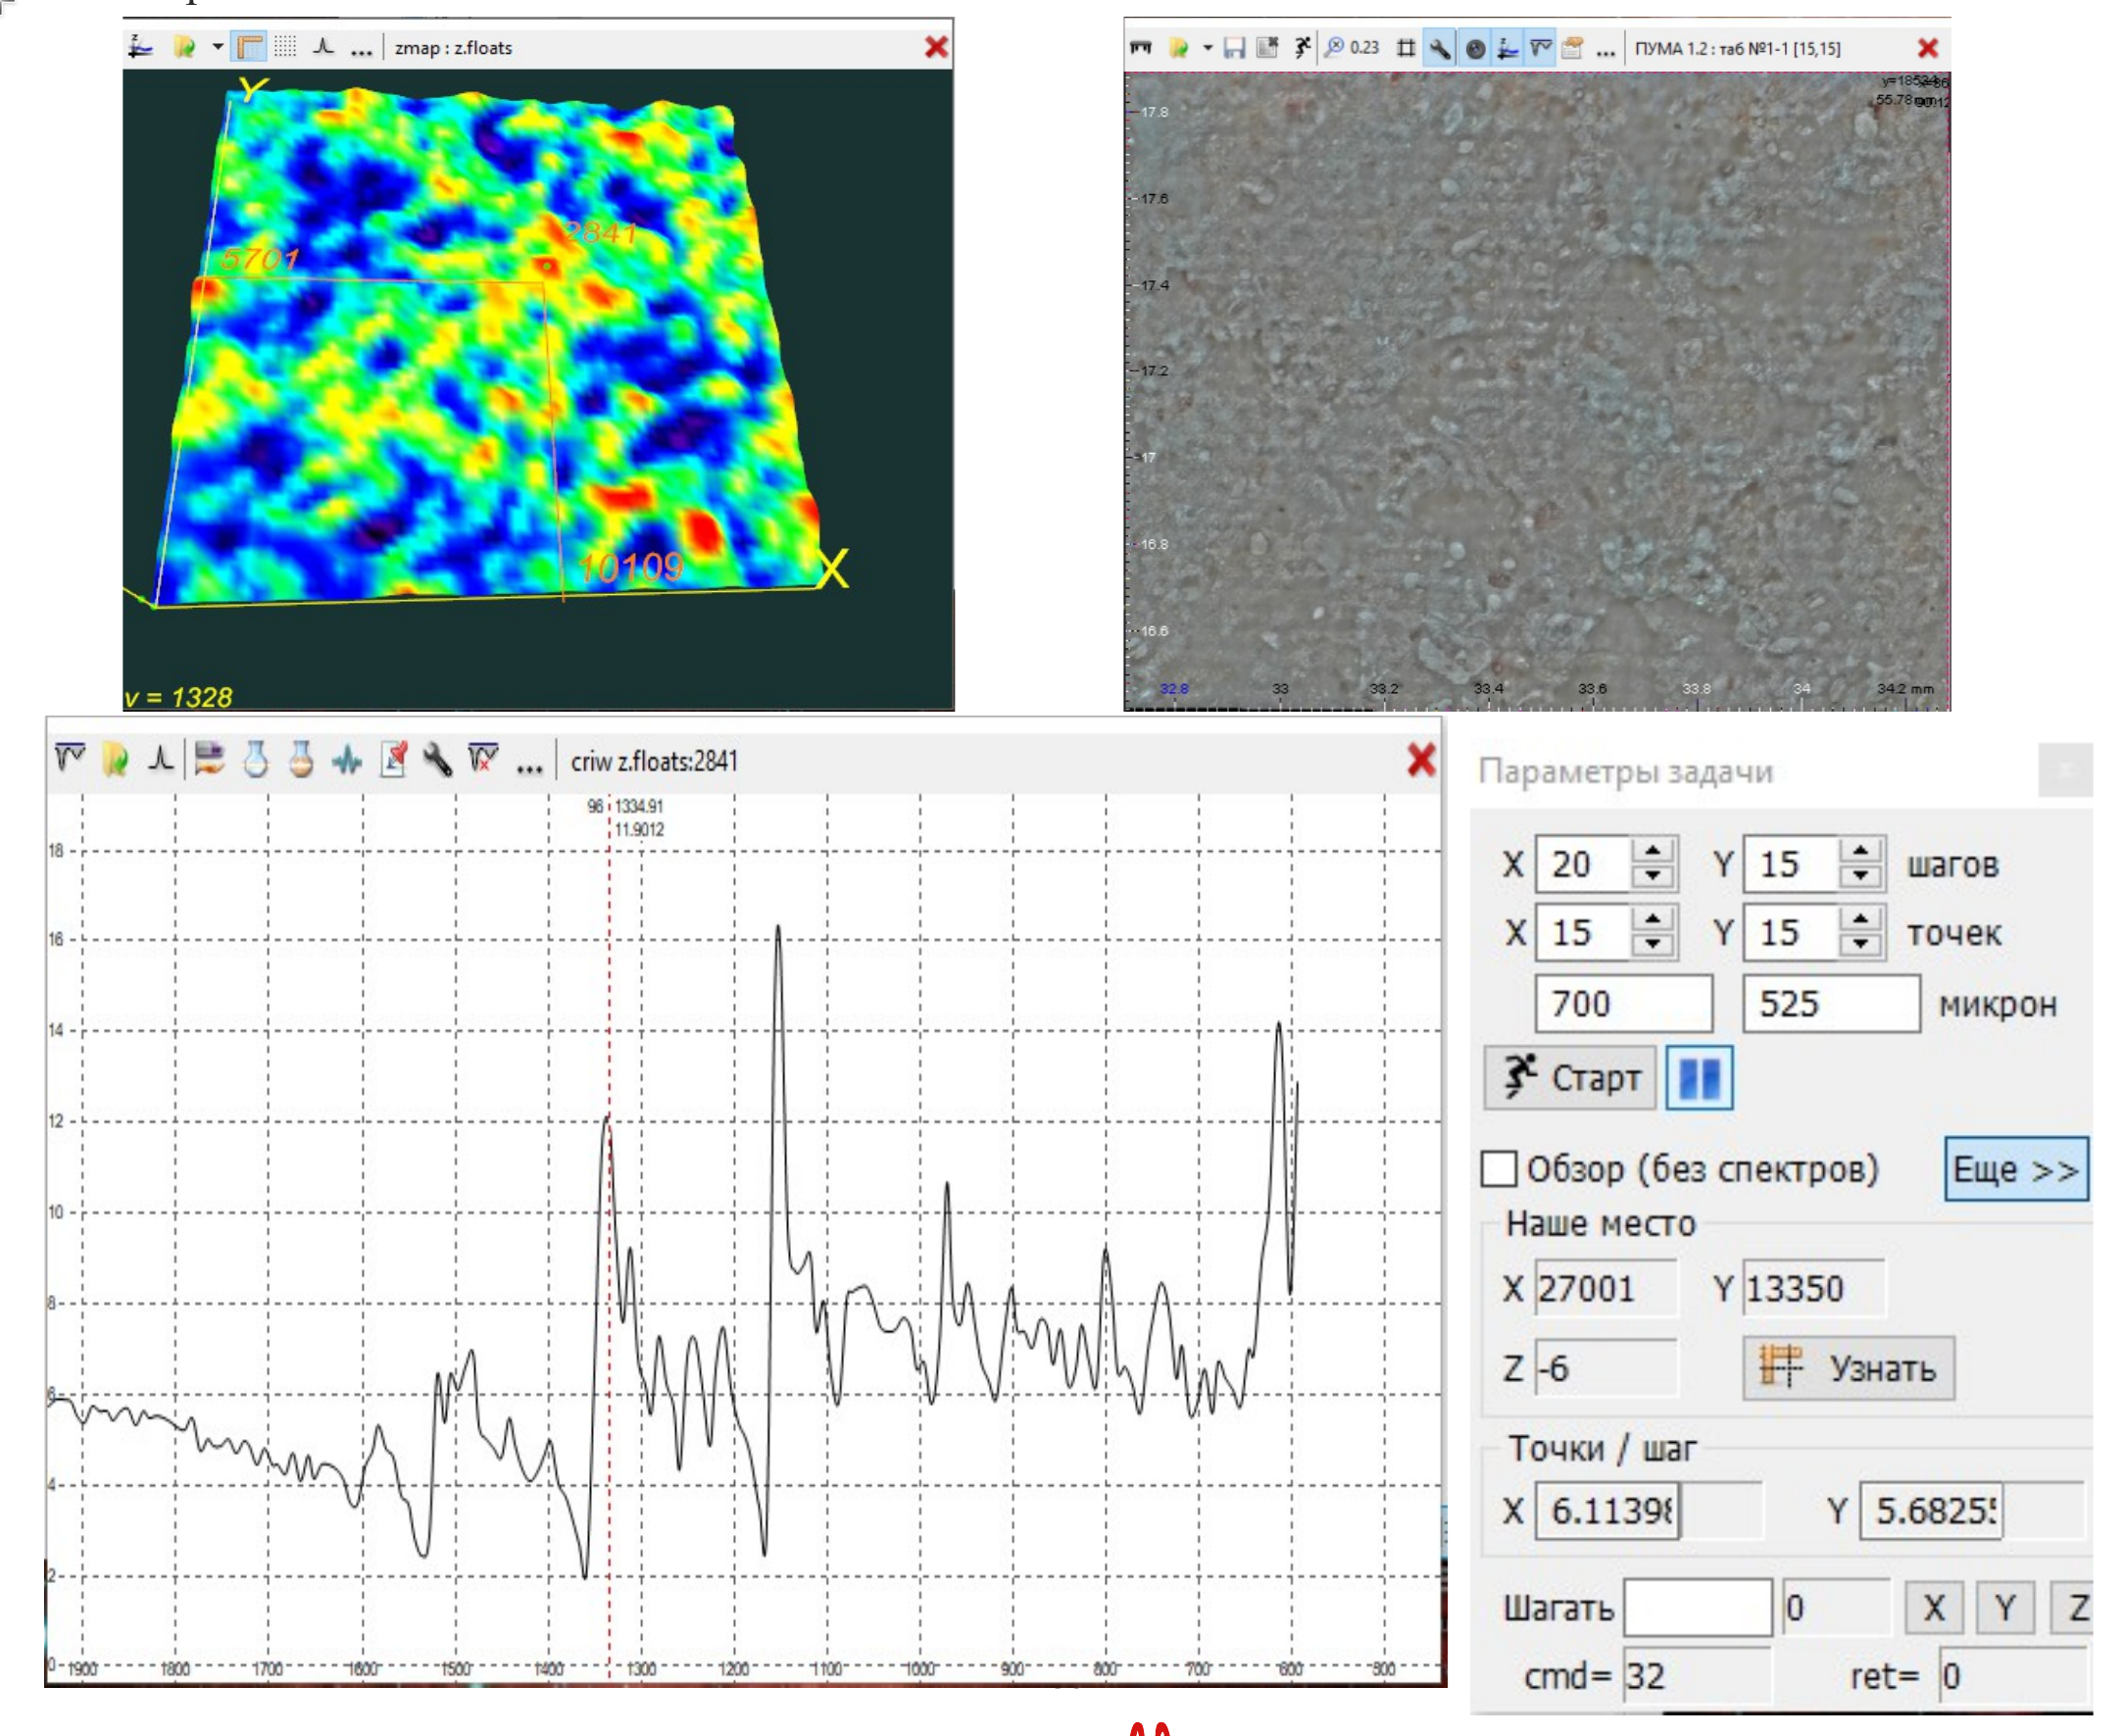 zmap : z.floats
Y
2841
5701
10109
X
v = 1328
0.23
ПУМА 1.2 : таб №1-1 [15,15]
55.78
17.8
17.6
17.4
17.2
17
16.8
16.6
32.8 33 33.2 33.4 33.6 33.8 34 34.2 mm
criw z.floats:2841
96 1334.91
11.9012
18
16
14
12
10
8
6
4
2
0 1900 1800 1700 1600 1500 1400 1300 1200 1100 1000 900 800 700 600 500
Параметры задачи
X 20 Y 15 шагов
X 15 Y 15 точек
700 525 микрон
Старт
Обзор (без спектров) Еще >>
Наше место
X 27001 Y 13350
Z -6 Узнать
Точки / шаг
X 6.11398 Y 5.6825
Шагать 0 X Y Z
cmd= 32 ret= 0